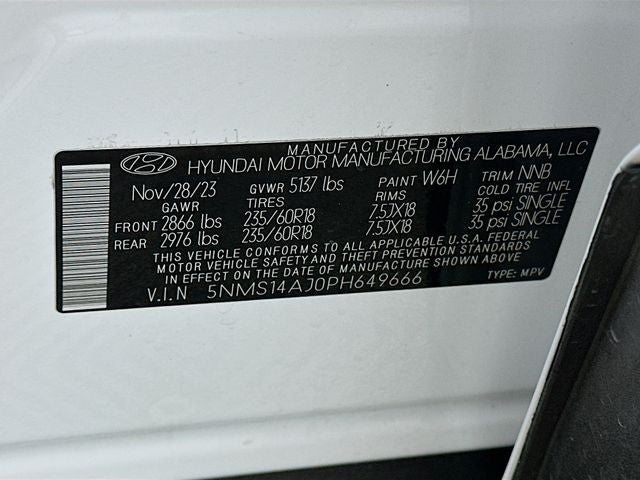 MANUFACTURED BY
HYUNDAI MOTOR MANUFACTURING ALABAMA, LLC
Nov/28/23 GVWR 5137 lbs PAINT W6H TRIM NNB
GAWR TIRES RIMS COLD TIRE INFL
FRONT 2866 lbs 235/60R18 7.5JX18 35 psi SINGLE
REAR 2976 lbs 235/60R18 7.5JX18 35 psi SINGLE
THIS VEHICLE CONFORMS TO ALL APPLICABLE U.S.A. FEDERAL
MOTOR VEHICLE SAFETY AND THEFT PREVENTION STANDARDS
IN EFFECT ON THE DATE OF MANUFACTURE SHOWN ABOVE.
V.I.N 5NMS14AJ0PH649666 TYPE: MPV